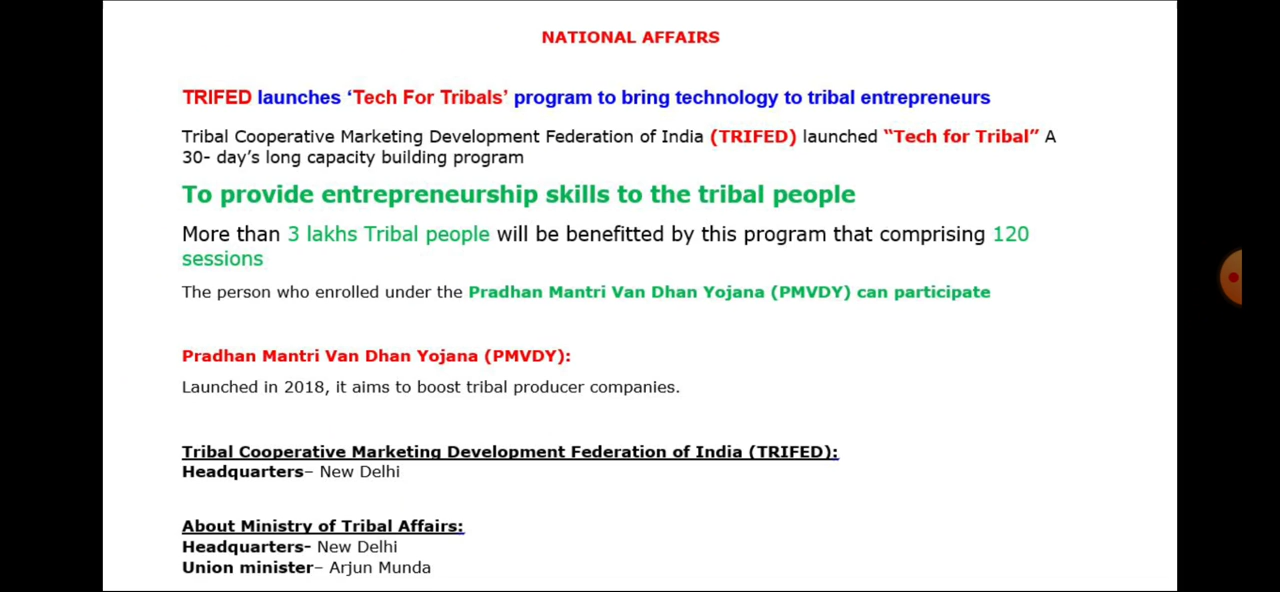 NATIONAL AFFAIRS
TRIFED launches ‘Tech For Tribals’ program to bring technology to tribal entrepreneurs
Tribal Cooperative Marketing Development Federation of India (TRIFED) launched “Tech for Tribal” A
30- day’s long capacity building program
To provide entrepreneurship skills to the tribal people
More than 3 lakhs Tribal people will be benefitted by this program that comprising 120
sessions
The person who enrolled under the Pradhan Mantri Van Dhan Yojana (PMVDY) can participate
Pradhan Mantri Van Dhan Yojana (PMVDY):
Launched in 2018, it aims to boost tribal producer companies.
Tribal Cooperative Marketing Development Federation of India (TRIFED):
Headquarters– New Delhi
About Ministry of Tribal Affairs:
Headquarters- New Delhi
Union minister– Arjun Munda